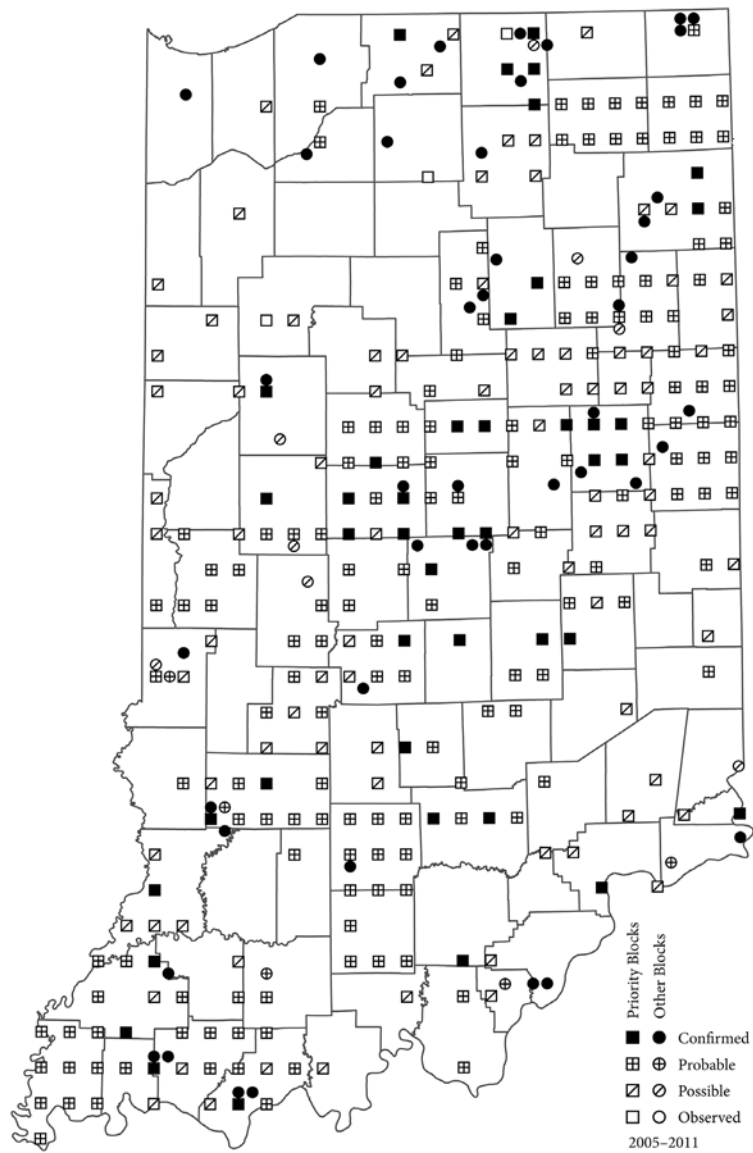 Priority Blocks
Other Blocks
Confirmed
Probable
Possible
Observed
2005–2011